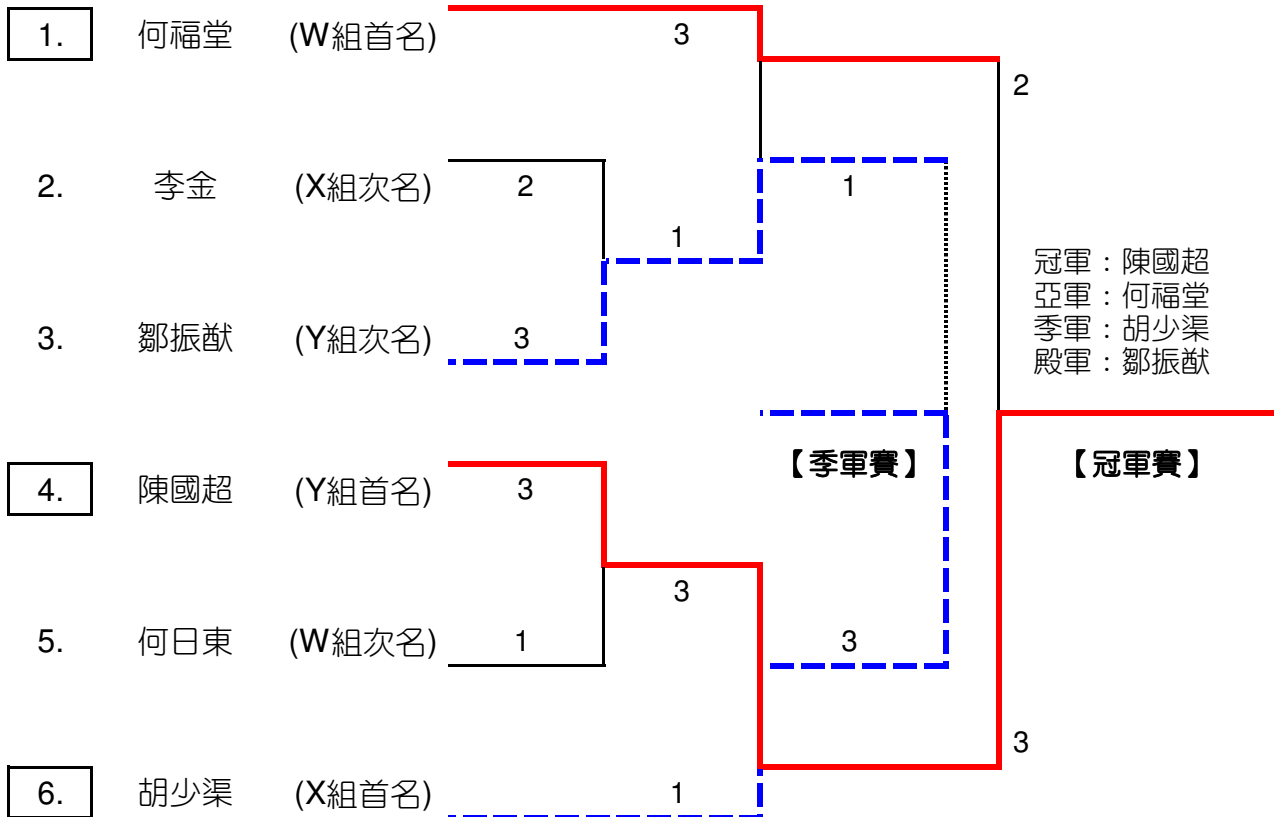 1. 何福堂 (W組首名) 3
2
2. 李金 (X組次名) 2 1
1
冠軍：陳國超
亞軍：何福堂
季軍：胡少渠
殿軍：鄒振猷
3. 鄒振猷 (Y組次名) 3
【季軍賽】 【冠軍賽】
4. 陳國超 (Y組首名) 3
3
5. 何日東 (W組次名) 1 3
3
6. 胡少渠 (X組首名) 1